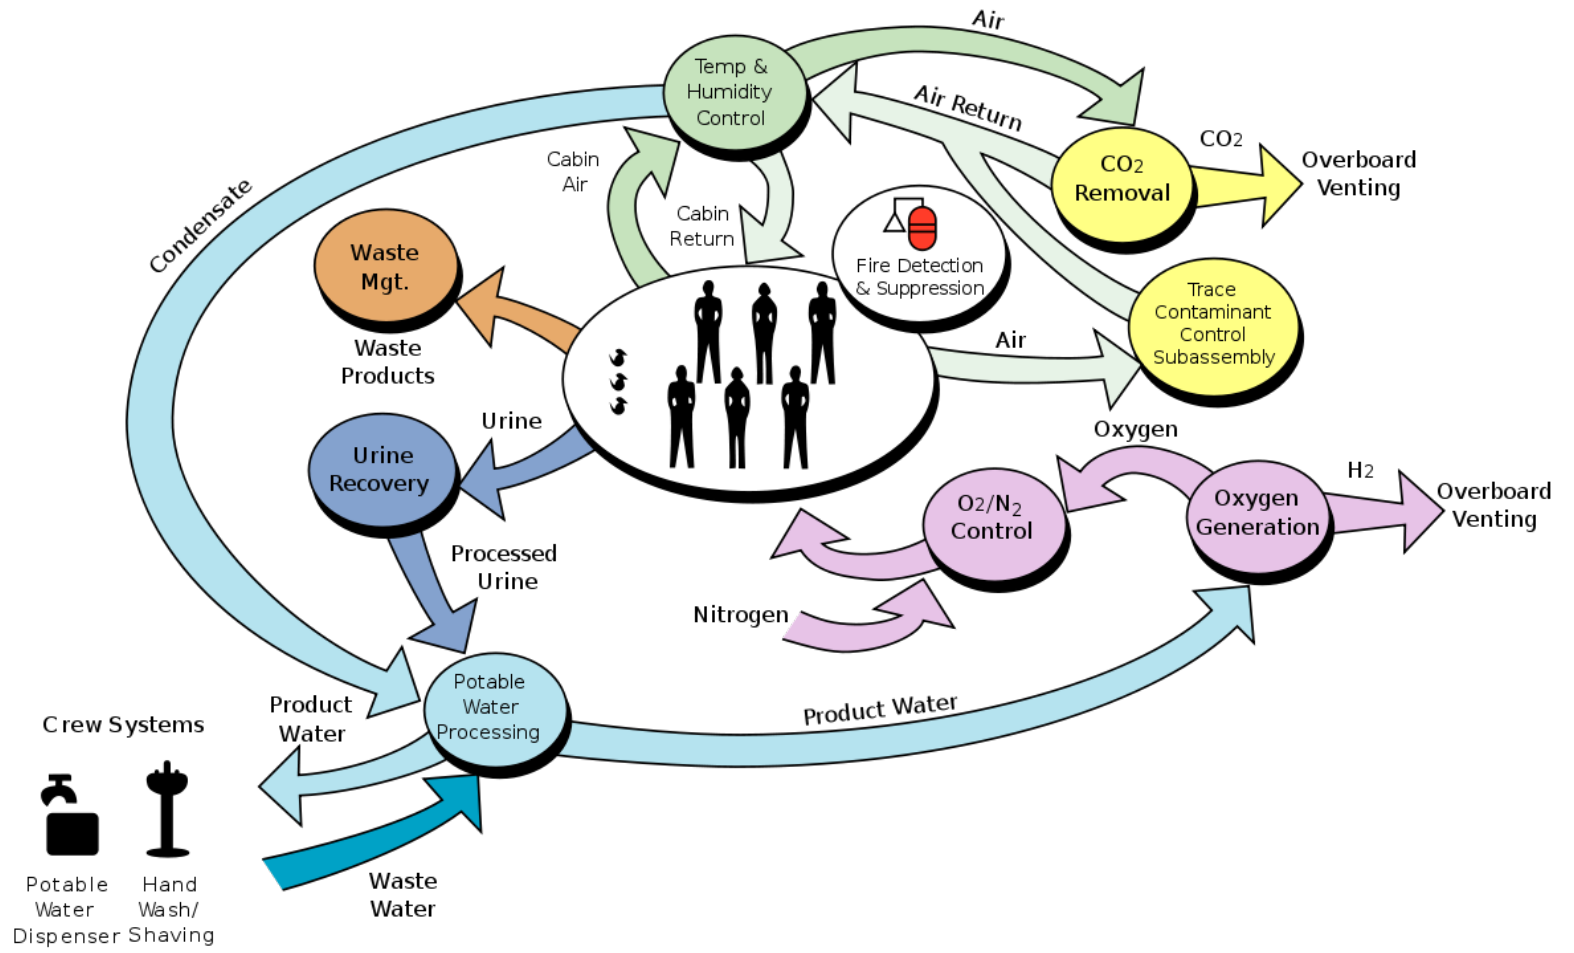 Air
Temp &
Humidity
Control
Air Return
CO2
Removal
CO2
Overboard
Venting
Cabin
Air
Cabin
Return
Condensate
Waste
Mgt.
Waste
Products
Fire Detection
& Suppression
Trace
Contaminant
Control
Subassembly
Air
Urine
Urine
Recovery
Oxygen
O2/N2
Control
Oxygen
Generation
H2
Overboard
Venting
Processed
Urine
Nitrogen
Potable
Water
Processing
Product
Water
Product Water
Crew Systems
Waste
Water
Potable
Water
Dispenser
Hand
Wash/
Shaving